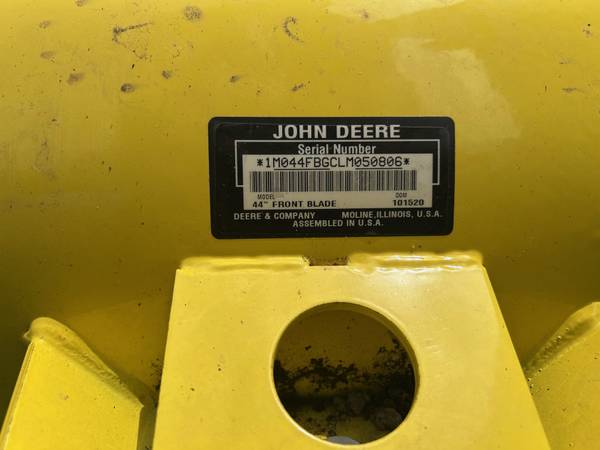 JOHN DEERE
Serial Number
*1M044FBGCLM050806*
MODEL DOM
44" FRONT BLADE 101520
DEERE & COMPANY MOLINE, ILLINOIS, U.S.A.
ASSEMBLED IN U.S.A.